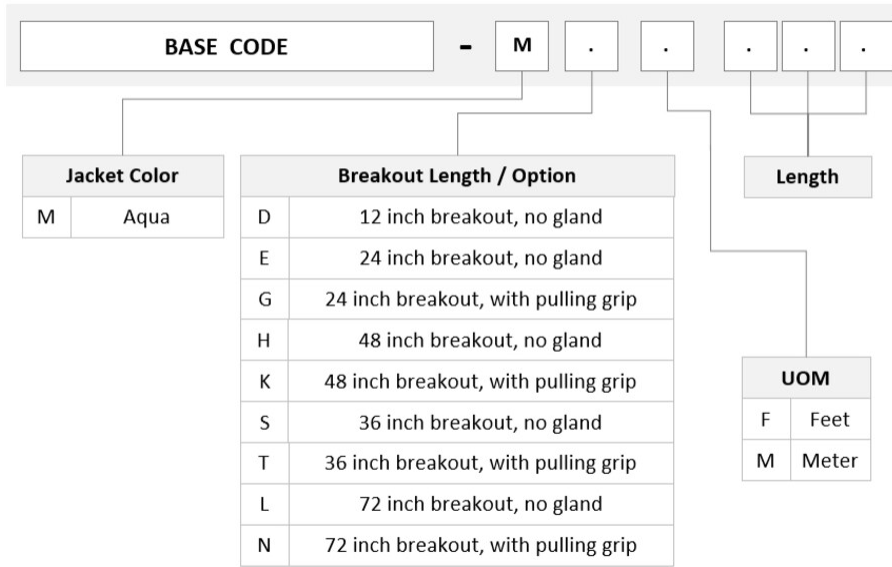 BASE CODE - M . . . . .
Jacket Color
M Aqua
Breakout Length / Option
D 12 inch breakout, no gland
E 24 inch breakout, no gland
G 24 inch breakout, with pulling grip
H 48 inch breakout, no gland
K 48 inch breakout, with pulling grip
S 36 inch breakout, no gland
T 36 inch breakout, with pulling grip
L 72 inch breakout, no gland
N 72 inch breakout, with pulling grip
Length
UOM
F Feet
M Meter